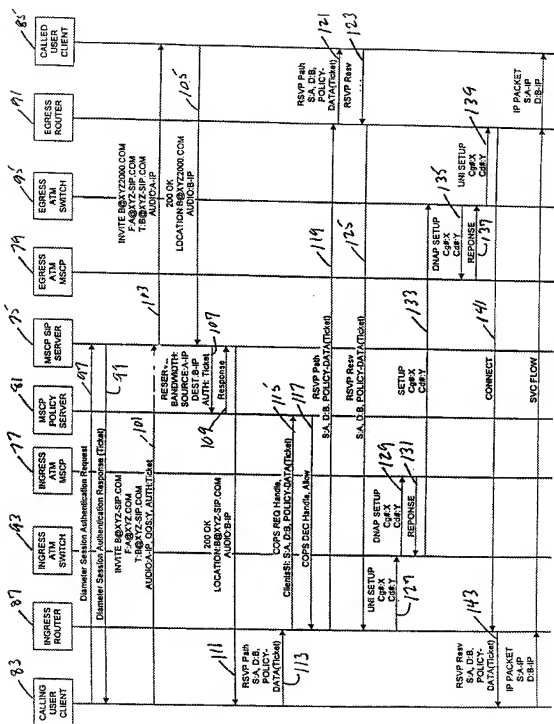 83
87
93
77
81
75
79
95
91
85
CALLING
USER
CLIENT
INGRESS
ROUTER
INGRESS
ATM
SWITCH
INGRESS
ATM
MSCP
MSCP
POLICY
SERVER
MSCP SIP
SERVER
EGRESS
ATM
MSCP
EGRESS
ATM
SWITCH
EGRESS
ROUTER
CALLED
USER
CLIENT
Diameter Session Authentication Request
97
Diameter Session Authentication Response (Ticket)
99
INVITE B@XYZ-SIP.COM
F:A@XYZ.COM
T:B@XYZ-SIP.COM
AUDIO:A-IP, QOS:Y, AUTH:Ticket
101
INVITE B@XYZ2000.COM
F:A@XYZ-SIP.COM
T:B@XYZ-SIP.COM
AUDIO:A-IP
103
200 OK
LOCATION:B@XYZ2000.COM
AUDIO:B-IP
105
RESERVE
BANDWIDTH:
SOURCE:A-IP
DEST:B-IP
AUTH: Ticket
107
Response
109
200 OK
LOCATION:B@XYZ-SIP.COM
AUDIO:B-IP
111
RSVP Path
S:A, D:B,
POLICY-
DATA(Ticket)
113
COPS REQ Handle,
ClientSI: S:A, D:B, POLICY-DATA(Ticket)
115
COPS DEC Handle, Allow
117
RSVP Path
S:A, D:B, POLICY-DATA(Ticket)
119
RSVP Path
S:A, D:B,
POLICY-
DATA(Ticket)
121
RSVP Resv
123
RSVP Resv
S:A, D:B, POLICY-DATA(Ticket)
125
UNI SETUP
Cg#:X
Cd#:Y
127
DNAP SETUP
Cg#:X
Cd#:Y
129
REPONSE
131
SETUP
Cg#:X
Cd#:Y
133
DNAP SETUP
Cg#:X
Cd#:Y
135
REPONSE
137
UNI SETUP
Cg#:X
Cd#:Y
139
CONNECT
141
RSVP Resv
S:A, D:B,
POLICY-
DATA(Ticket)
143
IP PACKET
S:A-IP
D:B-IP
SVC FLOW
IP PACKET
S:A-IP
D:B-IP